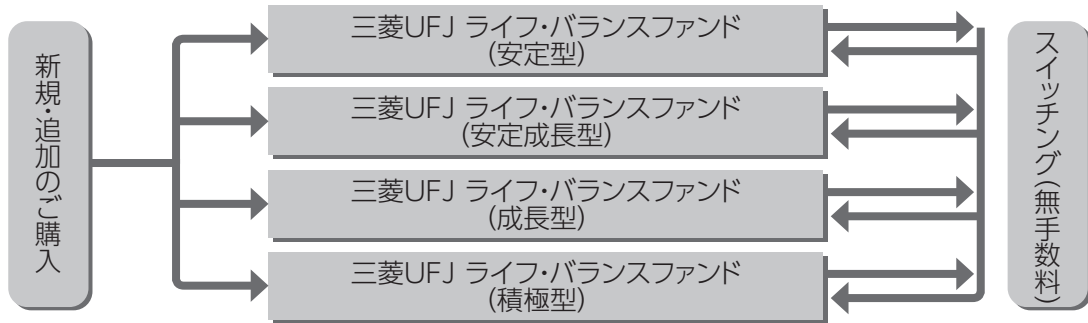 新規・追加のご購入
三菱UFJ ライフ・バランスファンド
(安定型)
三菱UFJ ライフ・バランスファンド
(安定成長型)
三菱UFJ ライフ・バランスファンド
(成長型)
三菱UFJ ライフ・バランスファンド
(積極型)
スイッチング(無手数料)